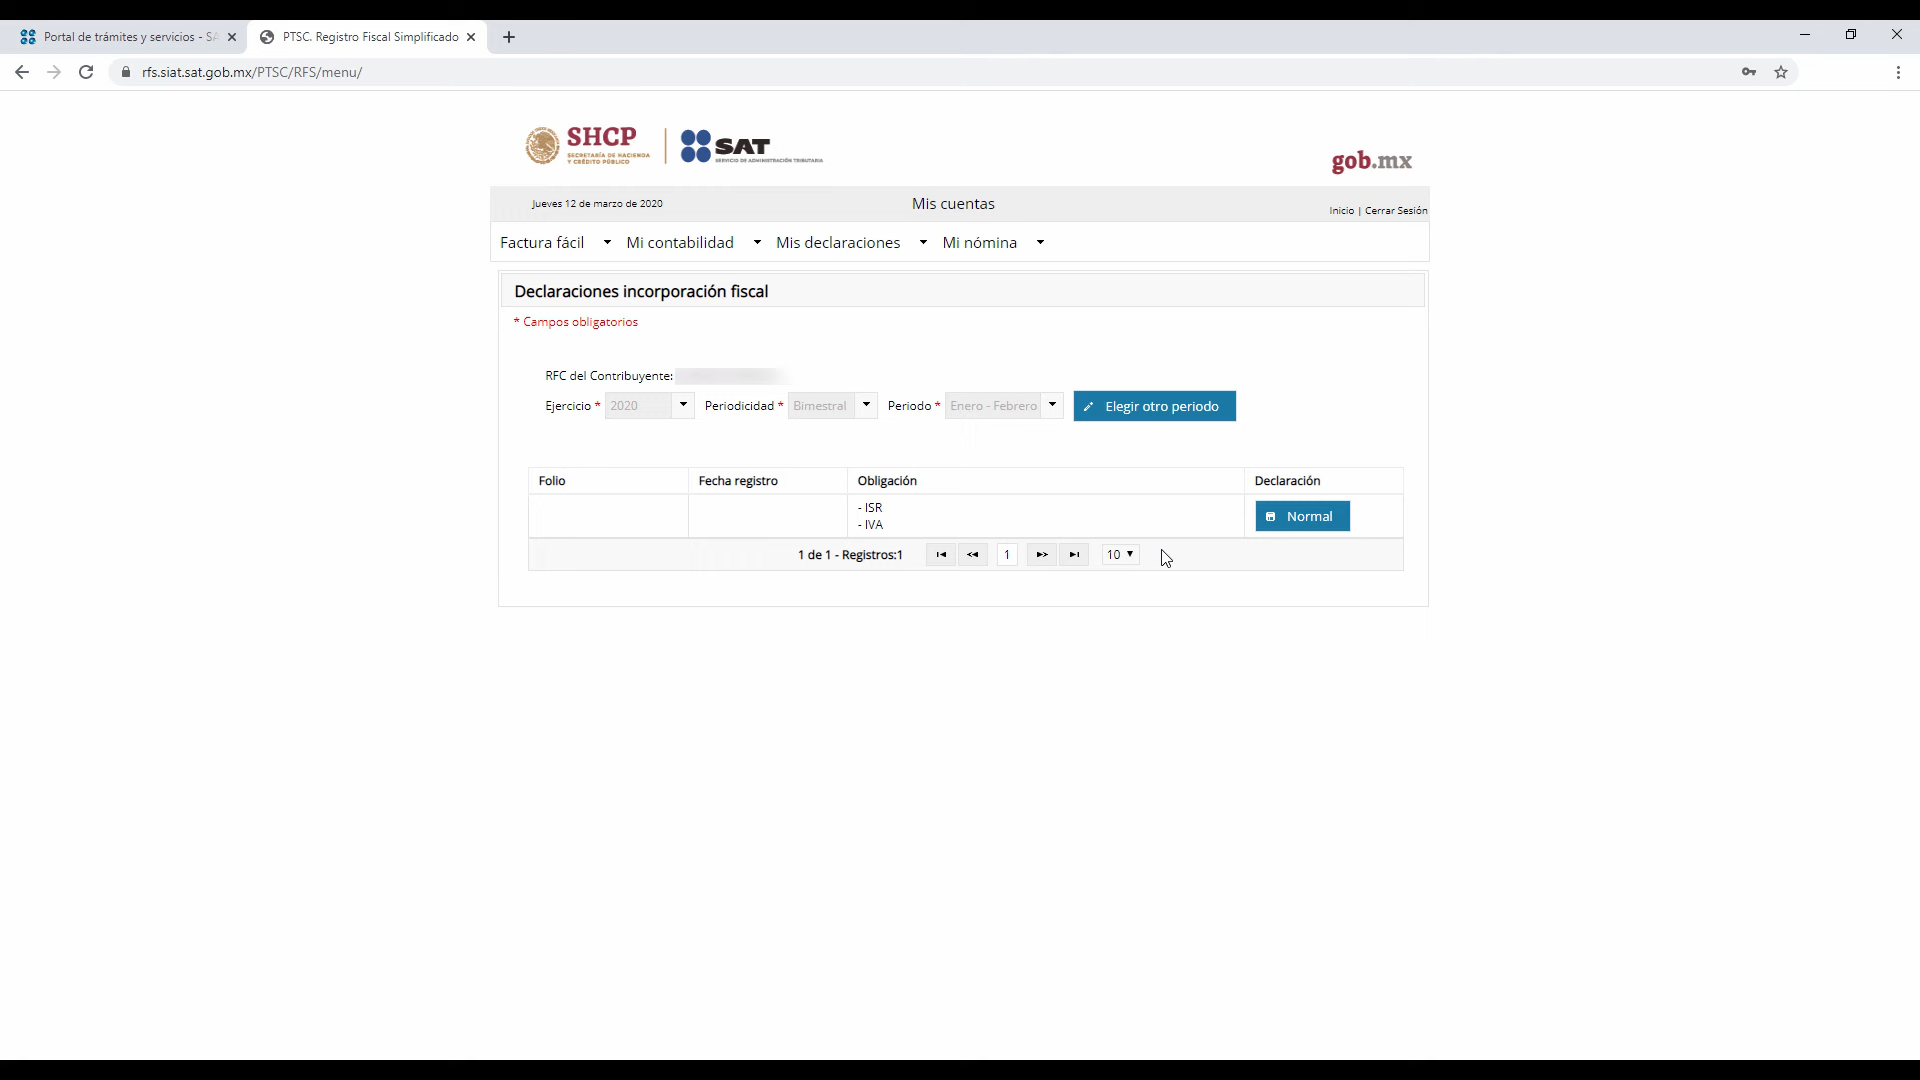 Portal de trámites y servicios - SA
PTSC. Registro Fiscal Simplificado
rfs.siat.sat.gob.mx/PTSC/RFS/menu/
SHCP
SECRETARÍA DE HACIENDA
Y CRÉDITO PÚBLICO
SAT
SERVICIO DE ADMINISTRACIÓN TRIBUTARIA
gob.mx
Jueves 12 de marzo de 2020
Mis cuentas
Inicio | Cerrar Sesión
Factura fácil
Mi contabilidad
Mis declaraciones
Mi nómina
Declaraciones incorporación fiscal
* Campos obligatorios
RFC del Contribuyente:
Ejercicio * 2020 Periodicidad * Bimestral Periodo * Enero - Febrero Elegir otro periodo
Folio Fecha registro Obligación Declaración
- ISR
- IVA
Normal
1 de 1 - Registros:1 1 10